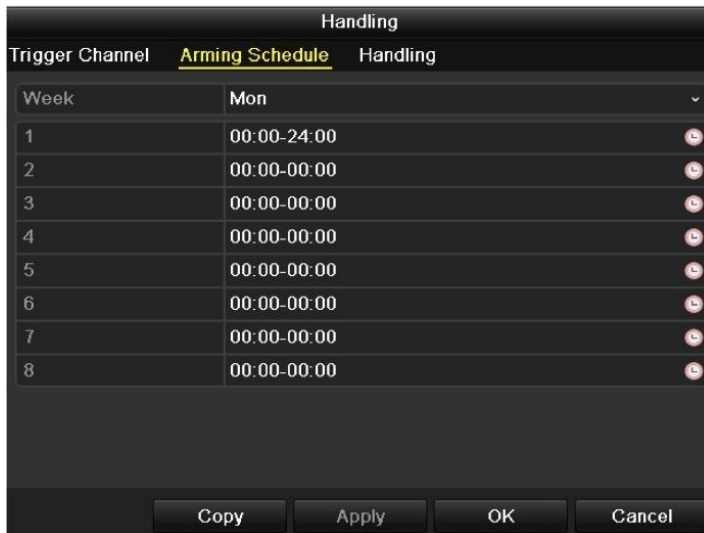 Handling
Trigger Channel Arming Schedule Handling
Week Mon
1 00:00-24:00
2 00:00-00:00
3 00:00-00:00
4 00:00-00:00
5 00:00-00:00
6 00:00-00:00
7 00:00-00:00
8 00:00-00:00
Copy Apply OK Cancel